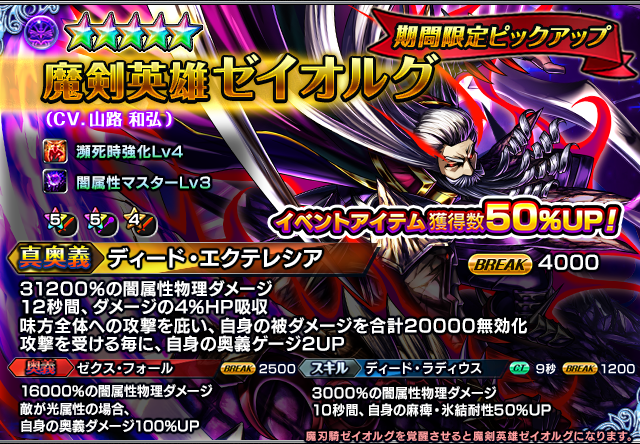 期間限定ピックアップ
魔剣英雄ゼイオルグ
(CV.山路 和弘)
瀕死時強化Lv4
闇属性マスターLv3
5 5 4
イベントアイテム獲得数50%UP!
真奥義 ディード・エクテレシア BREAK 4000
31200%の闇属性物理ダメージ
12秒間、ダメージの4%HP吸収
味方全体への攻撃を庇い、自身の被ダメージを合計20000無効化
攻撃を受ける毎に、自身の奥義ゲージ2UP
奥義 ゼクス・フォール BREAK 2500
16000%の闇属性物理ダメージ
敵が光属性の場合、
自身の奥義ダメージ100%UP
スキル ディード・ラディウス CT 9秒 BREAK 1200
3000%の闇属性物理ダメージ
10秒間、自身の麻痺・氷結耐性50%UP
魔刃騎ゼイオルグを覚醒させると魔剣英雄ゼイオルグになります。